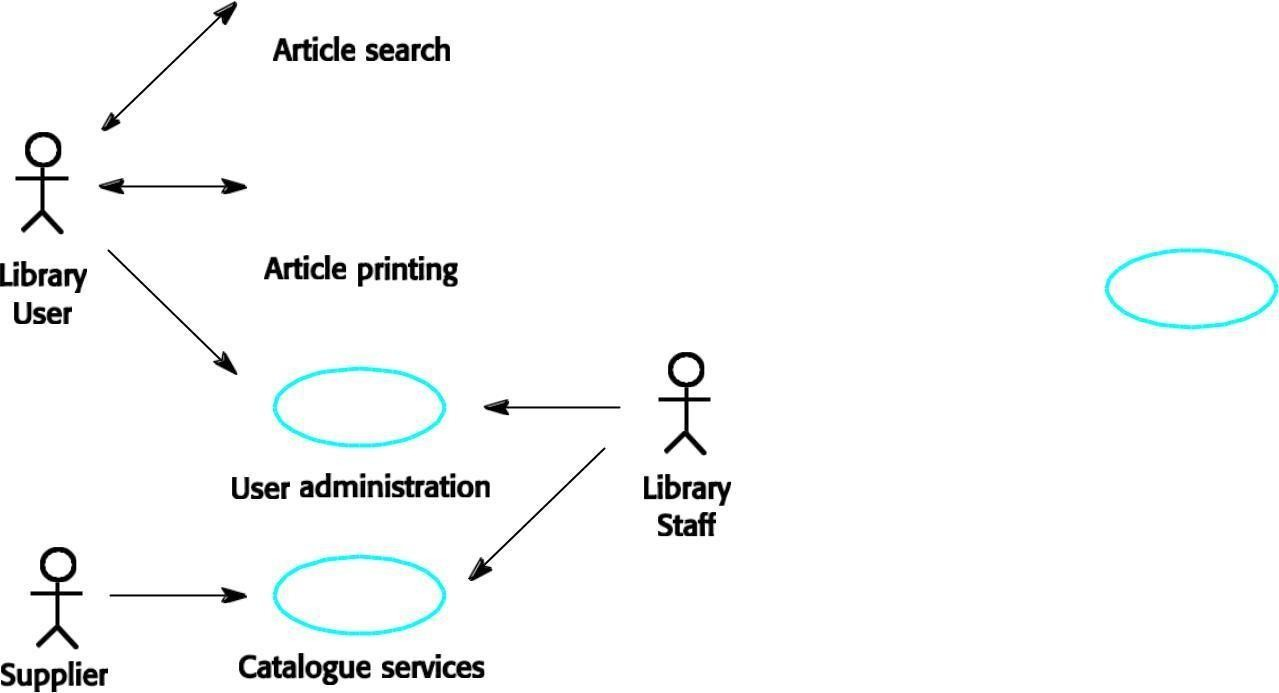 Article search
Library
User
Article printing
User administration
Library
Staff
Supplier
Catalogue services